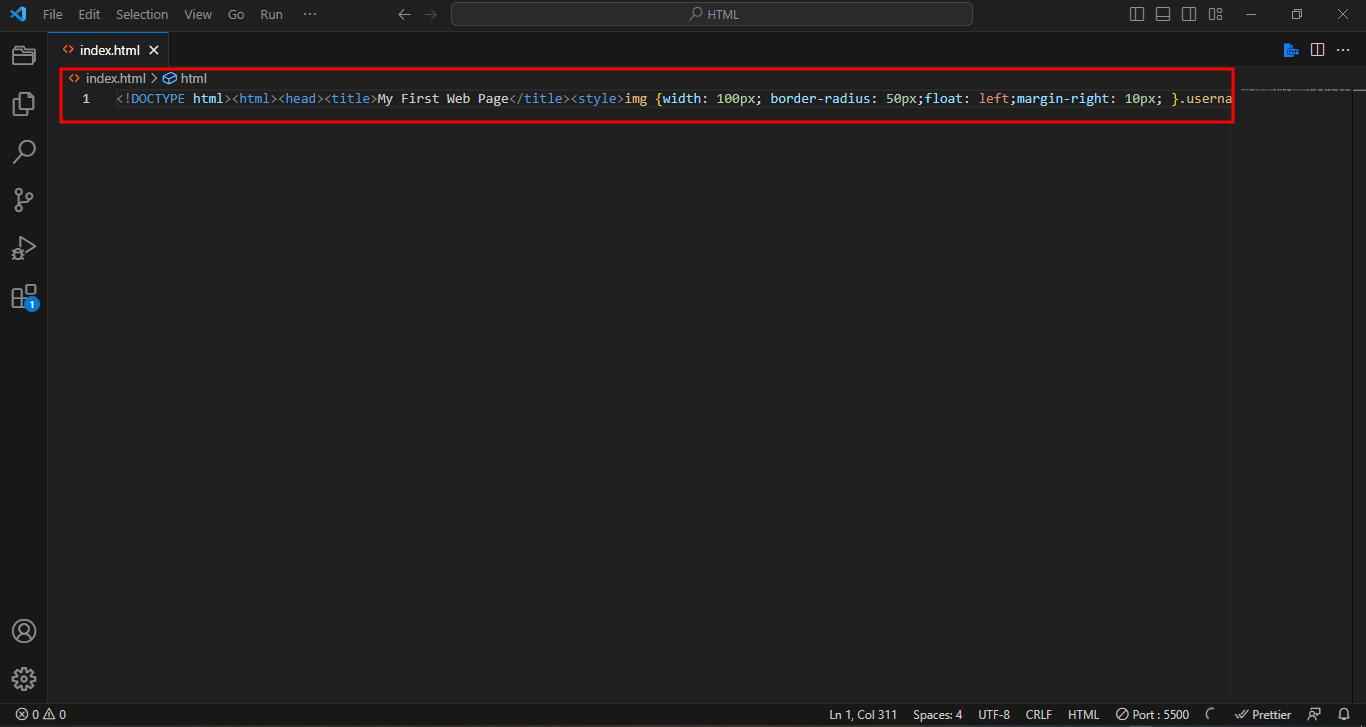 File Edit Selection View Go Run ··· HTML
index.html
index.html > html
1 <!DOCTYPE html><html><head><title>My First Web Page</title><style>img {width: 100px; border-radius: 50px;float: left;margin-right: 10px; }.userna
1
0 0 Ln 1, Col 311 Spaces: 4 UTF-8 CRLF HTML Port : 5500 Prettier